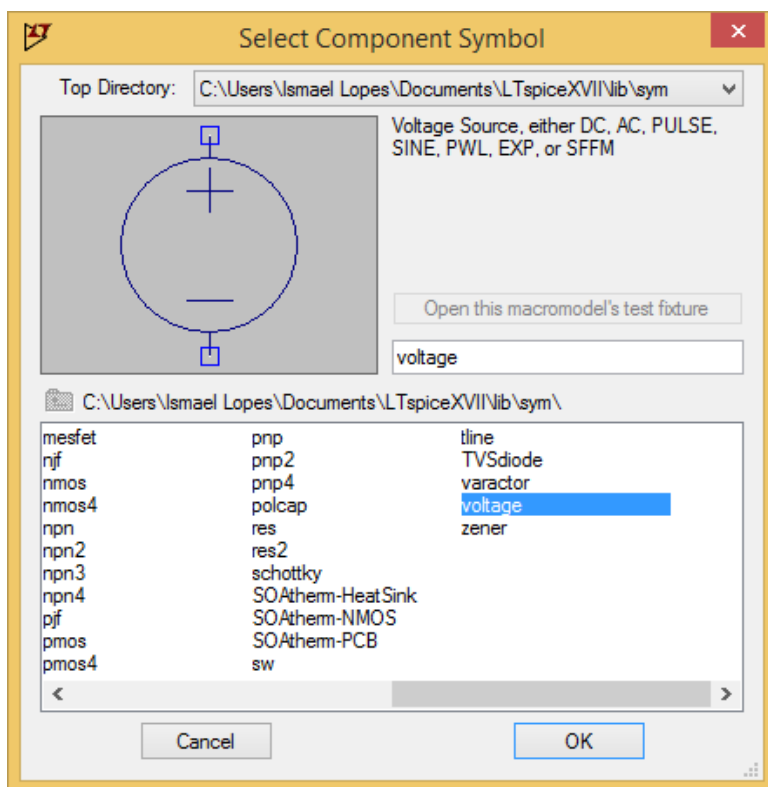 Select Component Symbol
Top Directory: C:\Users\Ismael Lopes\Documents\LTspiceXVII\lib\sym
Voltage Source, either DC, AC, PULSE,
SINE, PWL, EXP, or SFFM
Open this macromodel's test fixture
voltage
C:\Users\Ismael Lopes\Documents\LTspiceXVII\lib\sym\
mesfet
njf
nmos
nmos4
npn
npn2
npn3
npn4
pjf
pmos
pmos4
pnp
pnp2
pnp4
polcap
res
res2
schottky
SOAtherm-HeatSink
SOAtherm-NMOS
SOAtherm-PCB
sw
tline
TVSdiode
varactor
voltage
zener
Cancel
OK